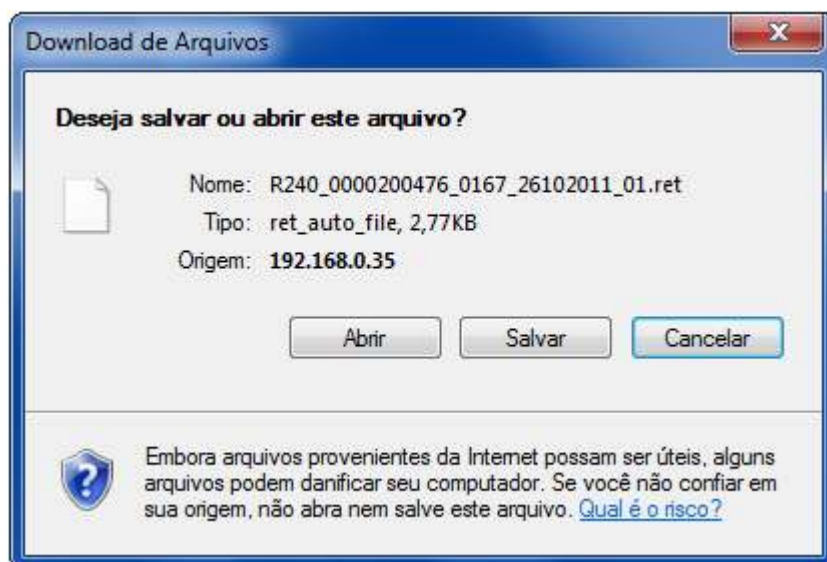 Download de Arquivos
Deseja salvar ou abrir este arquivo?
Nome: R240_0000200476_0167_26102011_01.ret
Tipo: ret_auto_file, 2,77KB
Origem: 192.168.0.35
Abrir Salvar Cancelar
Embora arquivos provenientes da Internet possam ser úteis, alguns
arquivos podem danificar seu computador. Se você não confiar em
sua origem, não abra nem salve este arquivo. Qual é o risco?